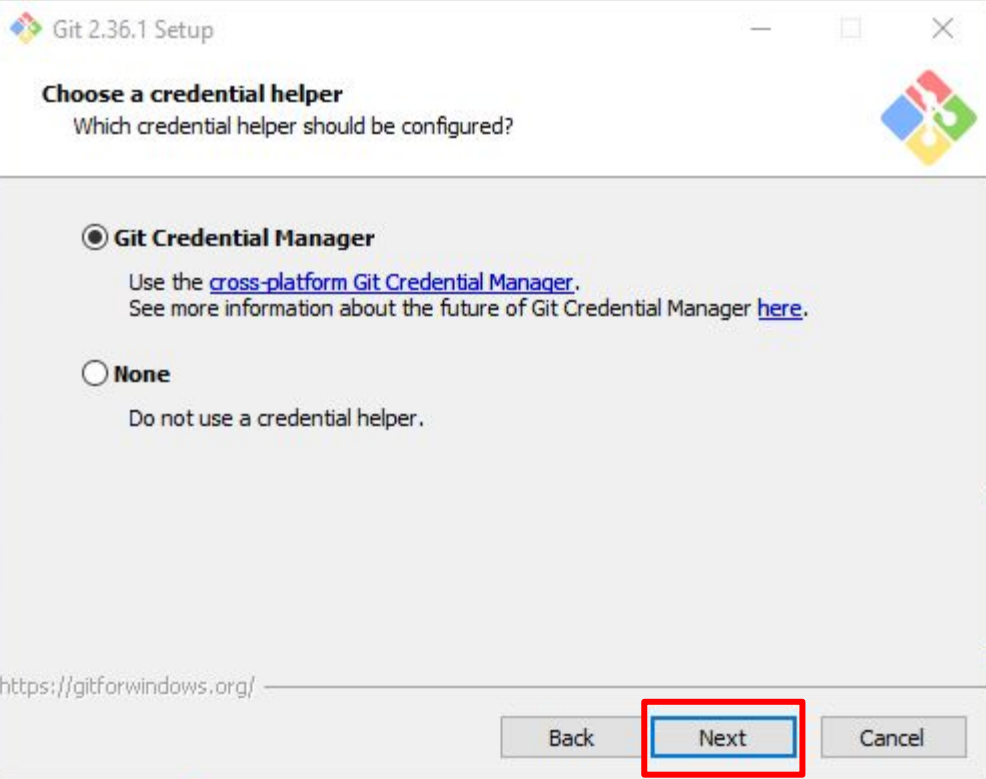 Git 2.36.1 Setup
Choose a credential helper
Which credential helper should be configured?
Git Credential Manager
Use the cross-platform Git Credential Manager.
See more information about the future of Git Credential Manager here.
None
Do not use a credential helper.
https://gitforwindows.org/
Back Next Cancel